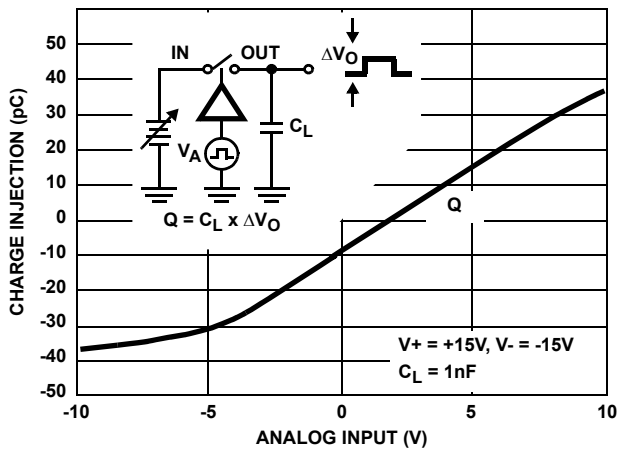 CHARGE INJECTION (pC)
50
40
30
20
10
0
-10
-20
-30
-40
-50
IN
OUT
ΔVO
CL
VA
Q = CL x ΔVO
Q
V+ = +15V, V- = -15V
CL = 1nF
-10
-5
0
5
10
ANALOG INPUT (V)